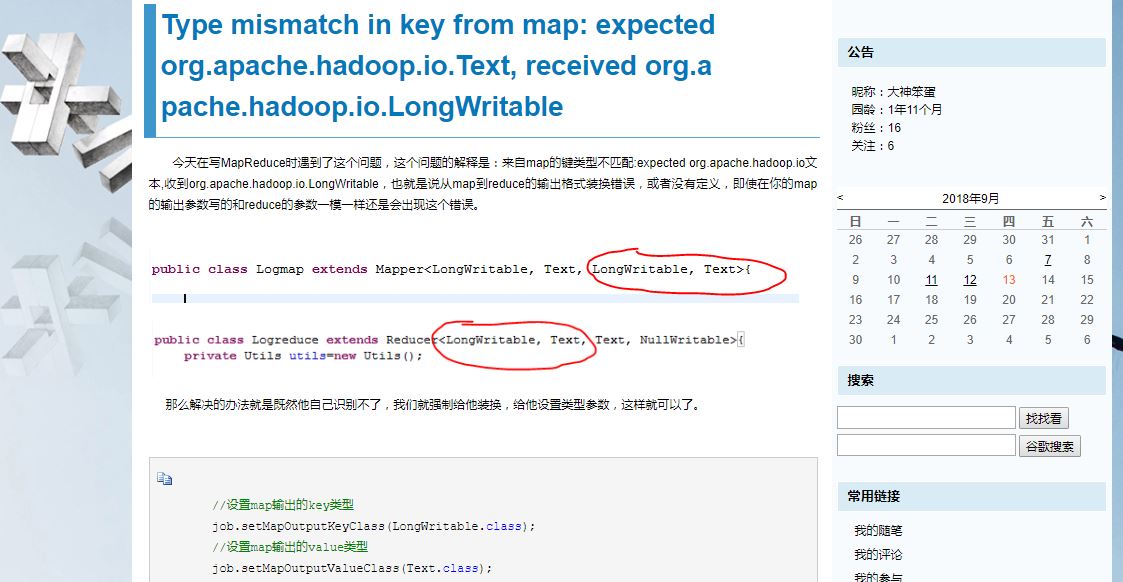 Type mismatch in key from map: expected
org.apache.hadoop.io.Text, received org.a
pache.hadoop.io.LongWritable
今天在写MapReduce时遇到了这个问题，这个问题的解释是：来自map的键类型不匹配:expected org.apache.hadoop.io文
本,收到org.apache.hadoop.io.LongWritable，也就是说从map到reduce的输出格式装换错误，或者没有定义，即使在你的map
的输出参数写的和reduce的参数一模一样还是会出现这个错误。
public class Logmap extends Mapper<LongWritable, Text, LongWritable, Text>{
public class Logreduce extends Reducer<LongWritable, Text, Text, NullWritable>{
private Utils utils=new Utils();
那么解决的办法就是既然他自己识别不了，我们就强制给他装换，给他设置类型参数，这样就可以了。
//设置map输出的key类型
job.setMapOutputKeyClass(LongWritable.class);
//设置map输出的value类型
job.setMapOutputValueClass(Text.class);
公告
昵称：大神笨蛋
园龄：1年11个月
粉丝：16
关注：6
< 2018年9月 >
日 一 二 三 四 五 六
26 27 28 29 30 31 1
2 3 4 5 6 7 8
9 10 11 12 13 14 15
16 17 18 19 20 21 22
23 24 25 26 27 28 29
30 1 2 3 4 5 6
搜索
找找看
谷歌搜索
常用链接
我的随笔
我的评论
我的参与